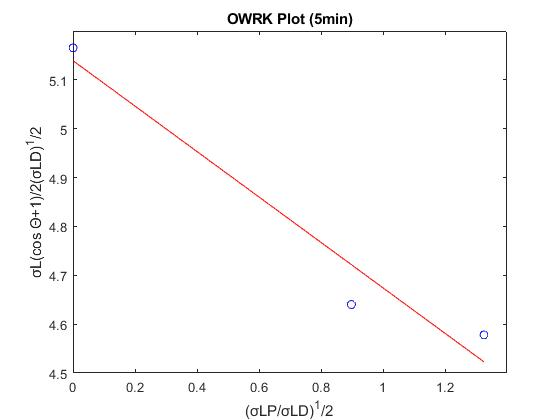 OWRK Plot (5min)
σL(cos Θ+1)/2(σLD)^1/2
5.1
5
4.9
4.8
4.7
4.6
4.5
0 0.2 0.4 0.6 0.8 1 1.2
(σLP/σLD)^1/2